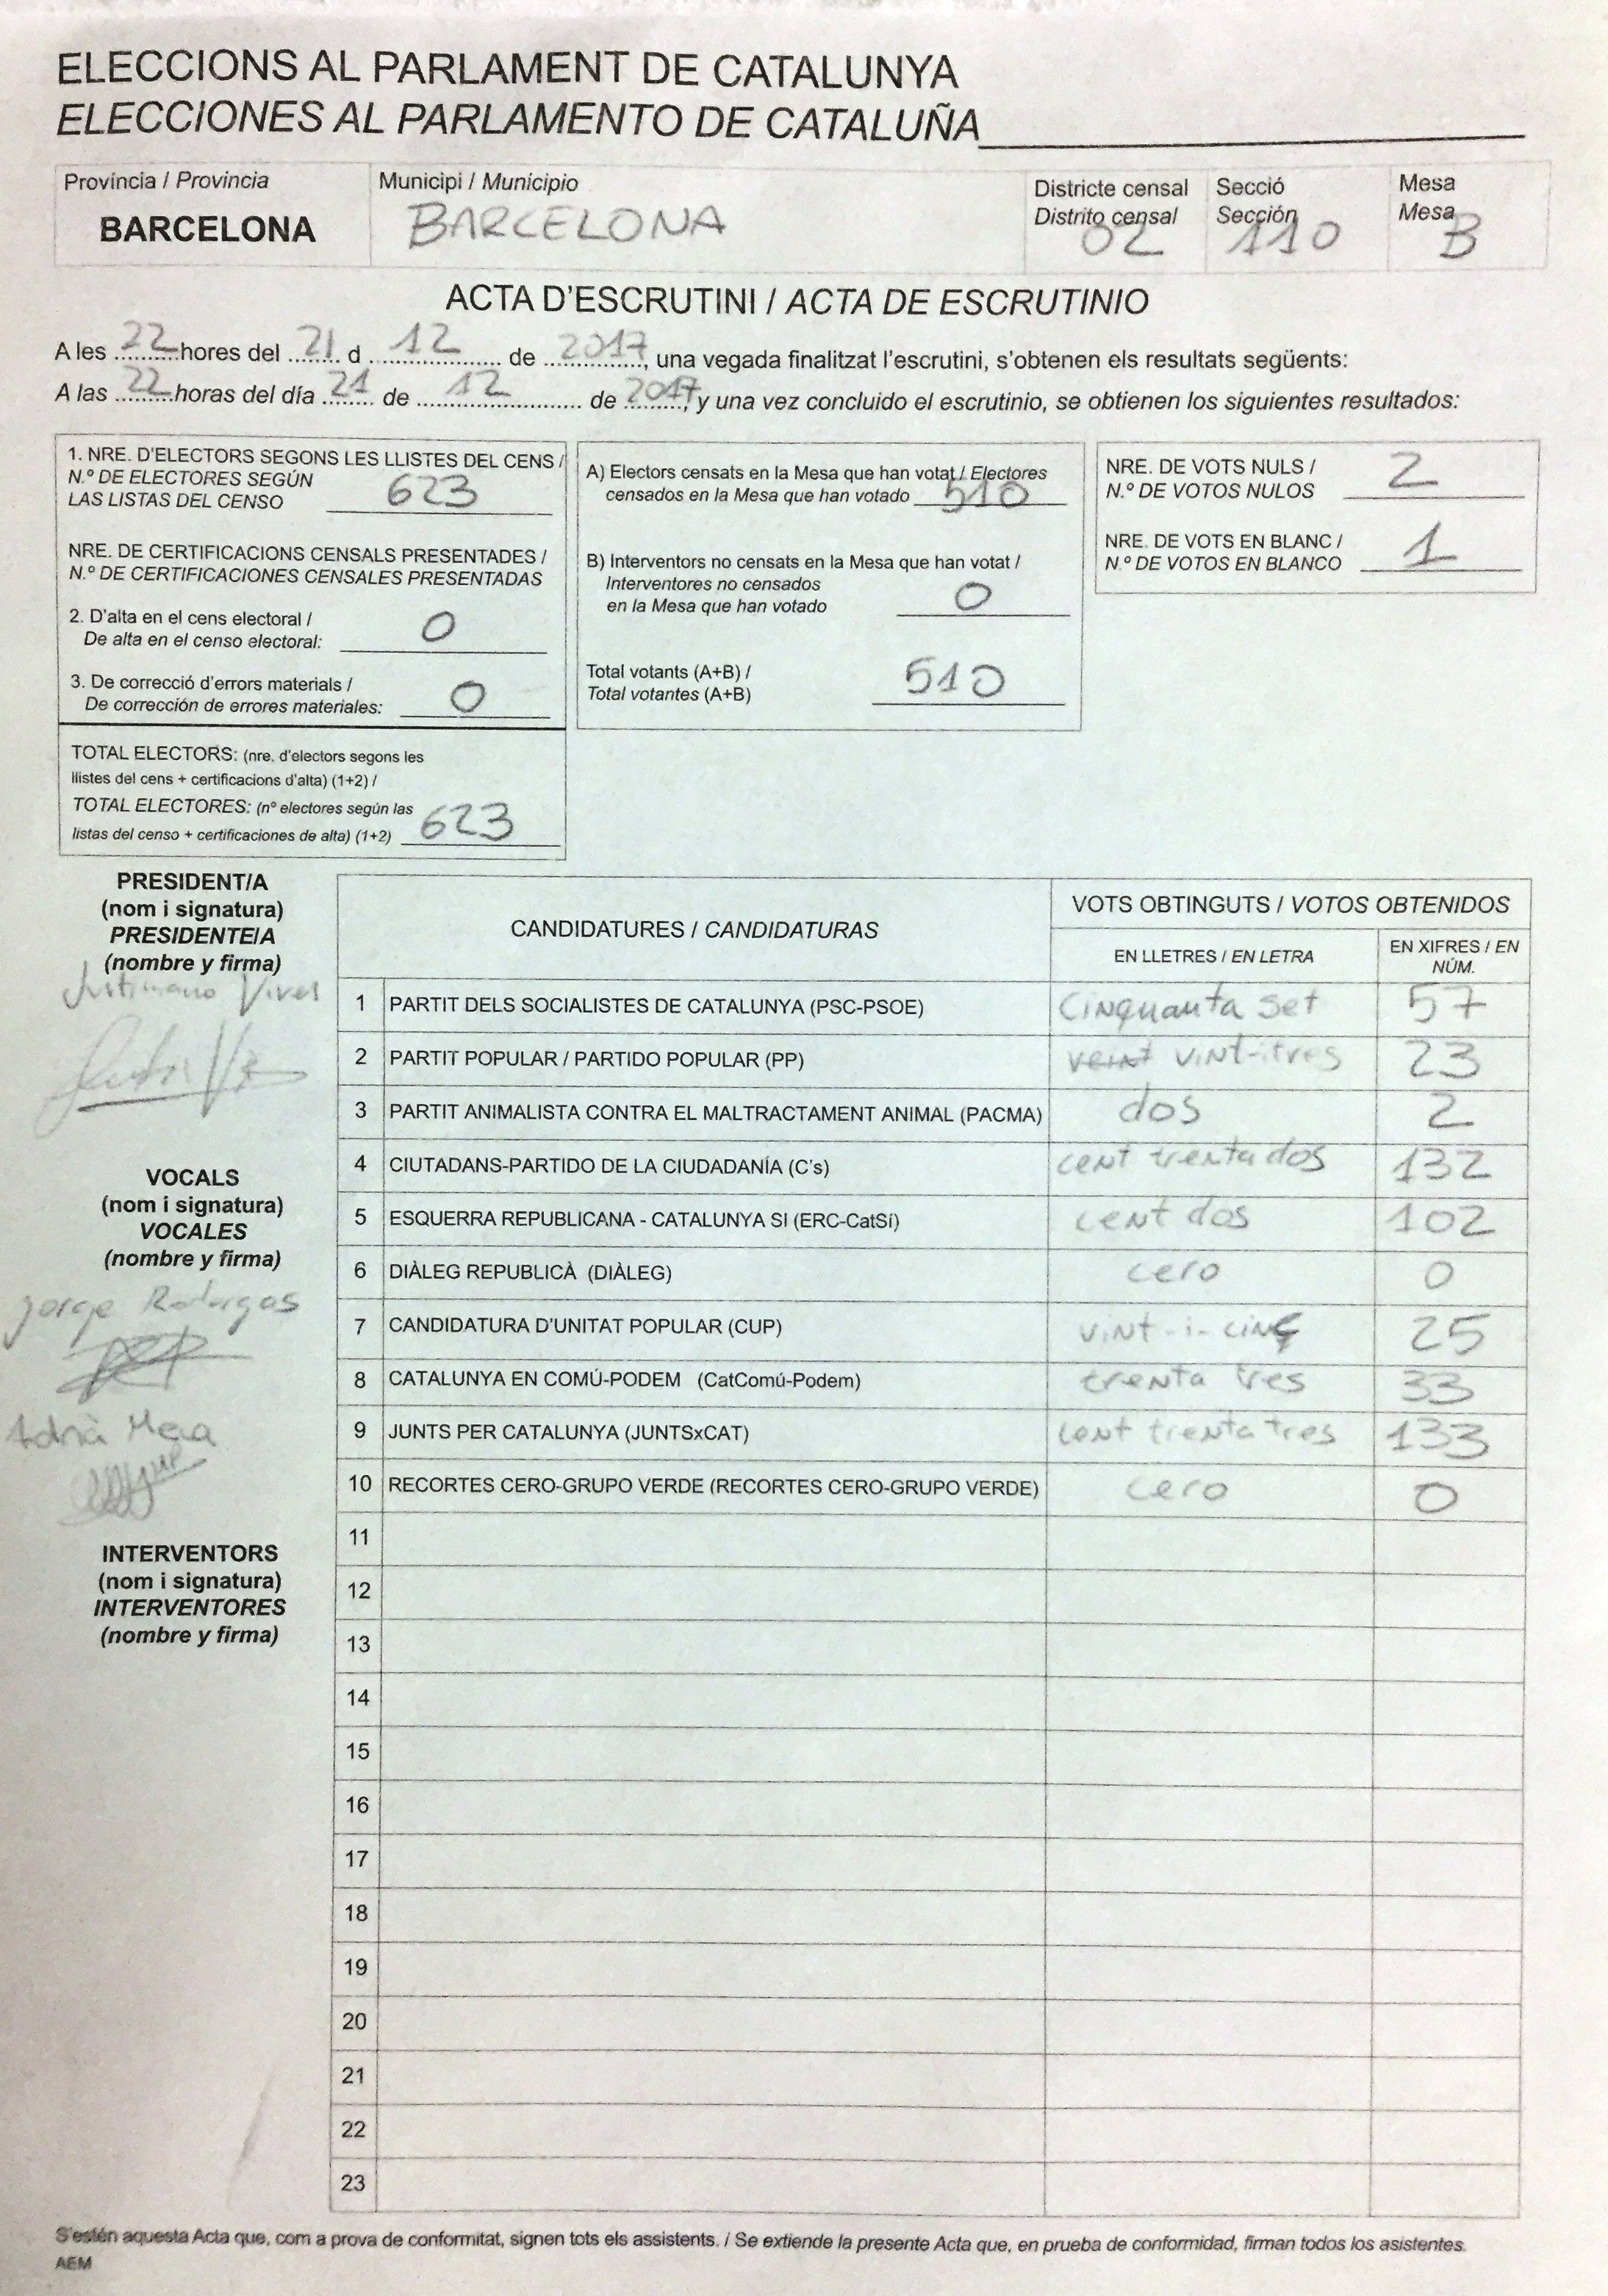 ELECCIONS AL PARLAMENT DE CATALUNYA
ELECCIONES AL PARLAMENTO DE CATALUÑA
Província / Provincia
BARCELONA
Municipi / Municipio
BARCELONA
Districte censal
Distrito censal
02
Secció
Sección
110
Mesa
Mesa
B
ACTA D'ESCRUTINI / ACTA DE ESCRUTINIO
A les 22 hores del 21 d 12 de 2017, una vegada finalitzat l'escrutini, s'obtenen els resultats següents:
A las 22 horas del día 21 de 12 de 2017, y una vez concluido el escrutinio, se obtienen los siguientes resultados:
1. NRE. D'ELECTORS SEGONS LES LLISTES DEL CENS /
N.º DE ELECTORES SEGÚN
LAS LISTAS DEL CENSO 623
NRE. DE CERTIFICACIONS CENSALS PRESENTADES /
N.º DE CERTIFICACIONES CENSALES PRESENTADAS
2. D'alta en el cens electoral /
De alta en el censo electoral: 0
3. De correcció d'errors materials /
De corrección de errores materiales: 0
TOTAL ELECTORS: (nre. d'electors segons les
llistes del cens + certificacions d'alta) (1+2) /
TOTAL ELECTORES: (nº electores según las
listas del censo + certificaciones de alta) (1+2) 623
A) Electors censats en la Mesa que han votat / Electores
censados en la Mesa que han votado 510
B) Interventors no censats en la Mesa que han votat /
Interventores no censados
en la Mesa que han votado 0
Total votants (A+B) /
Total votantes (A+B) 510
NRE. DE VOTS NULS /
N.º DE VOTOS NULOS 2
NRE. DE VOTS EN BLANC /
N.º DE VOTOS EN BLANCO 1
PRESIDENT/A
(nom i signatura)
PRESIDENTE/A
(nombre y firma)
VOCALS
(nom i signatura)
VOCALES
(nombre y firma)
Jorge
Adrià
INTERVENTORS
(nom i signatura)
INTERVENTORES
(nombre y firma)
CANDIDATURES / CANDIDATURAS
VOTS OBTINGUTS / VOTOS OBTENIDOS
EN LLETRES / EN LETRA
EN XIFRES / EN
NÚM.
1 PARTIT DELS SOCIALISTES DE CATALUNYA (PSC-PSOE) Cinquanta set 57
2 PARTIT POPULAR / PARTIDO POPULAR (PP) vint-itres 23
3 PARTIT ANIMALISTA CONTRA EL MALTRACTAMENT ANIMAL (PACMA) dos 2
4 CIUTADANS-PARTIDO DE LA CIUDADANÍA (C's) cent trenta dos 132
5 ESQUERRA REPUBLICANA - CATALUNYA SI (ERC-CatSí) cent dos 102
6 DIÀLEG REPUBLICÀ (DIÀLEG) cero 0
7 CANDIDATURA D'UNITAT POPULAR (CUP) vint-i-cinc 25
8 CATALUNYA EN COMÚ-PODEM (CatComú-Podem) trenta tres 33
9 JUNTS PER CATALUNYA (JUNTSxCAT) cent trenta tres 133
10 RECORTES CERO-GRUPO VERDE (RECORTES CERO-GRUPO VERDE) cero 0
11
12
13
14
15
16
17
18
19
20
21
22
23
S'estén aquesta Acta que, com a prova de conformitat, signen tots els assistents. / Se extiende la presente Acta que, en prueba de conformidad, firman todos los asistentes.
AEM